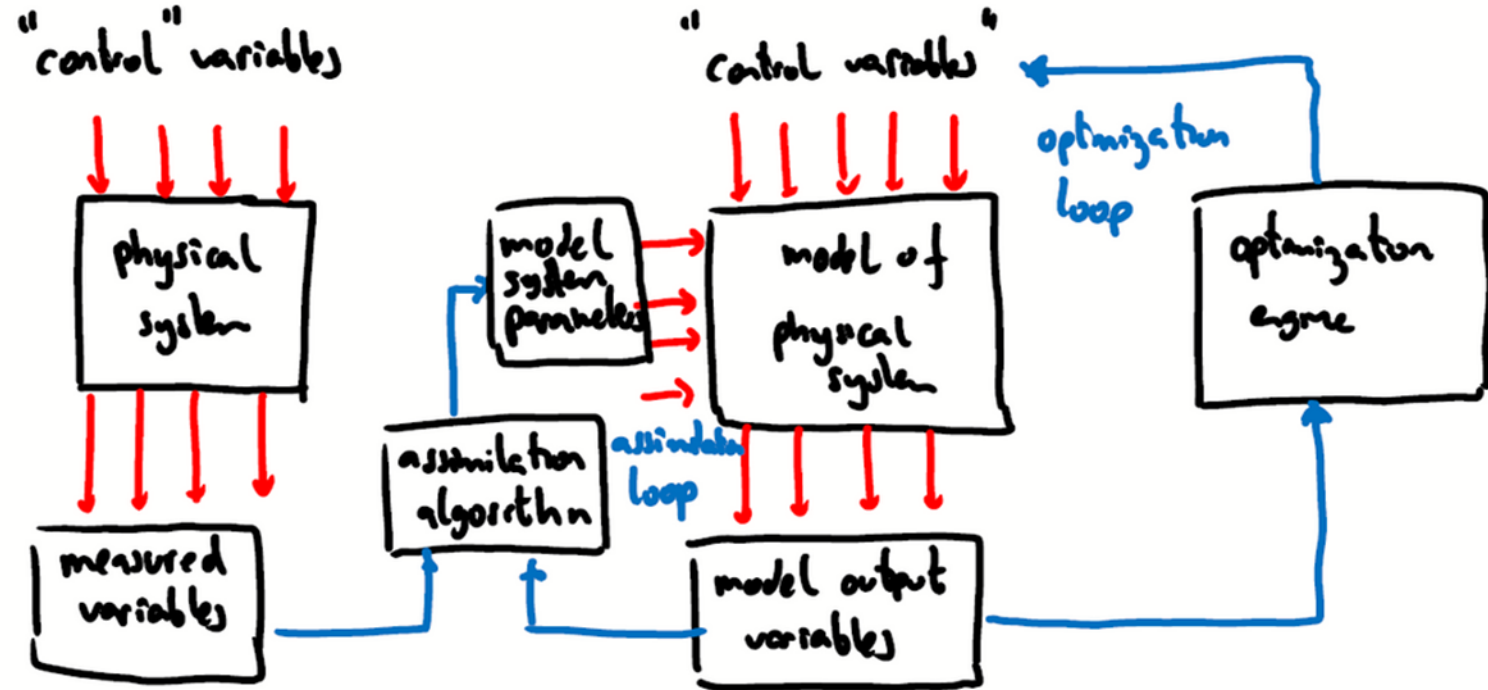 "control" variables
"control variables"
optimization
loop
physical
system
model
system
parameters
model of
physical
system
optimization
engine
assimilation
algorithm
assimilation
loop
measured
variables
model output
variables